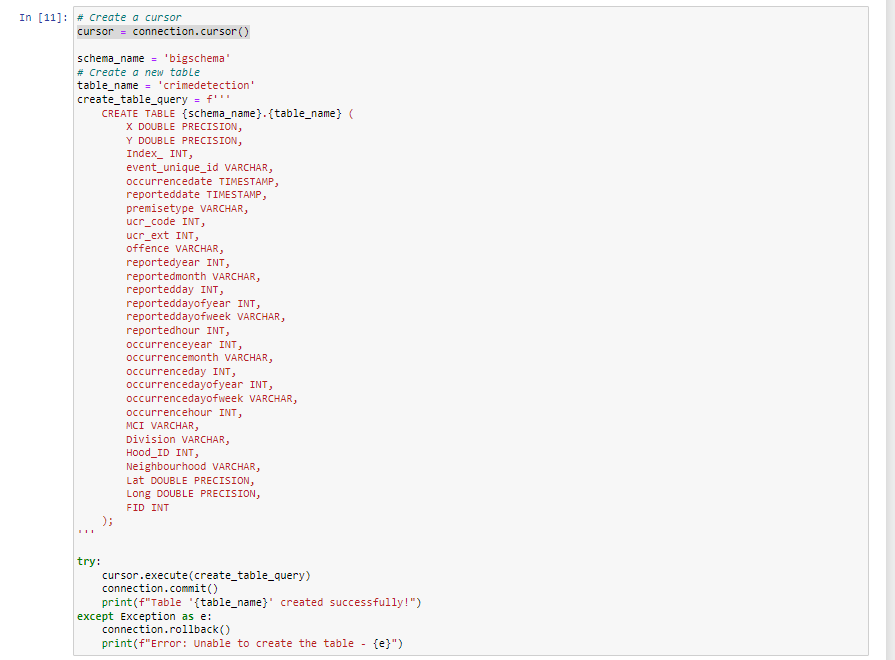 In [11]:
# Create a cursor
cursor = connection.cursor()
schema_name = 'bigschema'
# Create a new table
table_name = 'crimedetection'
create_table_query = f'''
    CREATE TABLE {schema_name}.{table_name} (
        X DOUBLE PRECISION,
        Y DOUBLE PRECISION,
        Index_ INT,
        event_unique_id VARCHAR,
        occurrencedate TIMESTAMP,
        reporteddate TIMESTAMP,
        premisetype VARCHAR,
        ucr_code INT,
        ucr_ext INT,
        offence VARCHAR,
        reportedyear INT,
        reportedmonth VARCHAR,
        reportedday INT,
        reporteddayofyear INT,
        reporteddayofweek VARCHAR,
        reportedhour INT,
        occurrenceyear INT,
        occurrencemonth VARCHAR,
        occurrenceday INT,
        occurrencedayofyear INT,
        occurrencedayofweek VARCHAR,
        occurrencehour INT,
        MCI VARCHAR,
        Division VARCHAR,
        Hood_ID INT,
        Neighbourhood VARCHAR,
        Lat DOUBLE PRECISION,
        Long DOUBLE PRECISION,
        FID INT
    );
'''
try:
    cursor.execute(create_table_query)
    connection.commit()
    print(f"Table '{table_name}' created successfully!")
except Exception as e:
    connection.rollback()
    print(f"Error: Unable to create the table - {e}")